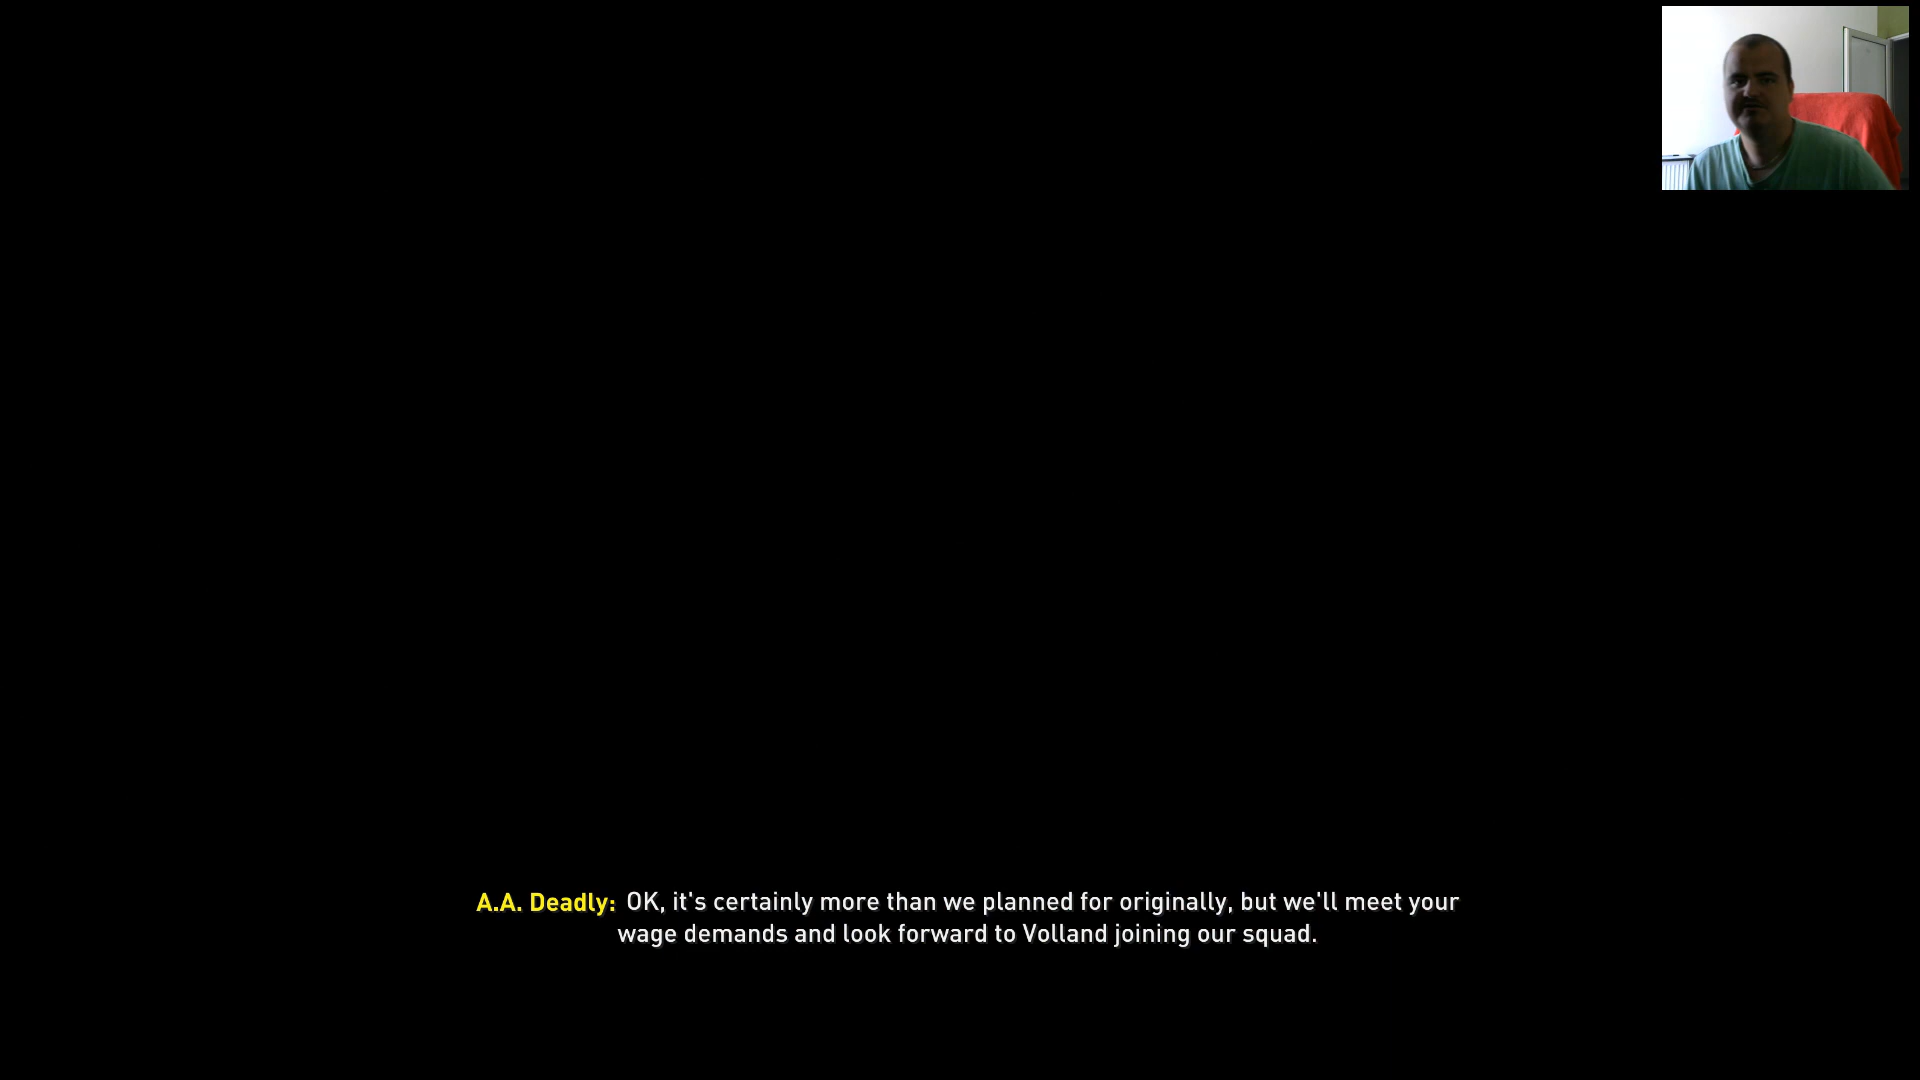 A.A. Deadly: OK, it's certainly more than we planned for originally, but we'll meet your
wage demands and look forward to Volland joining our squad.